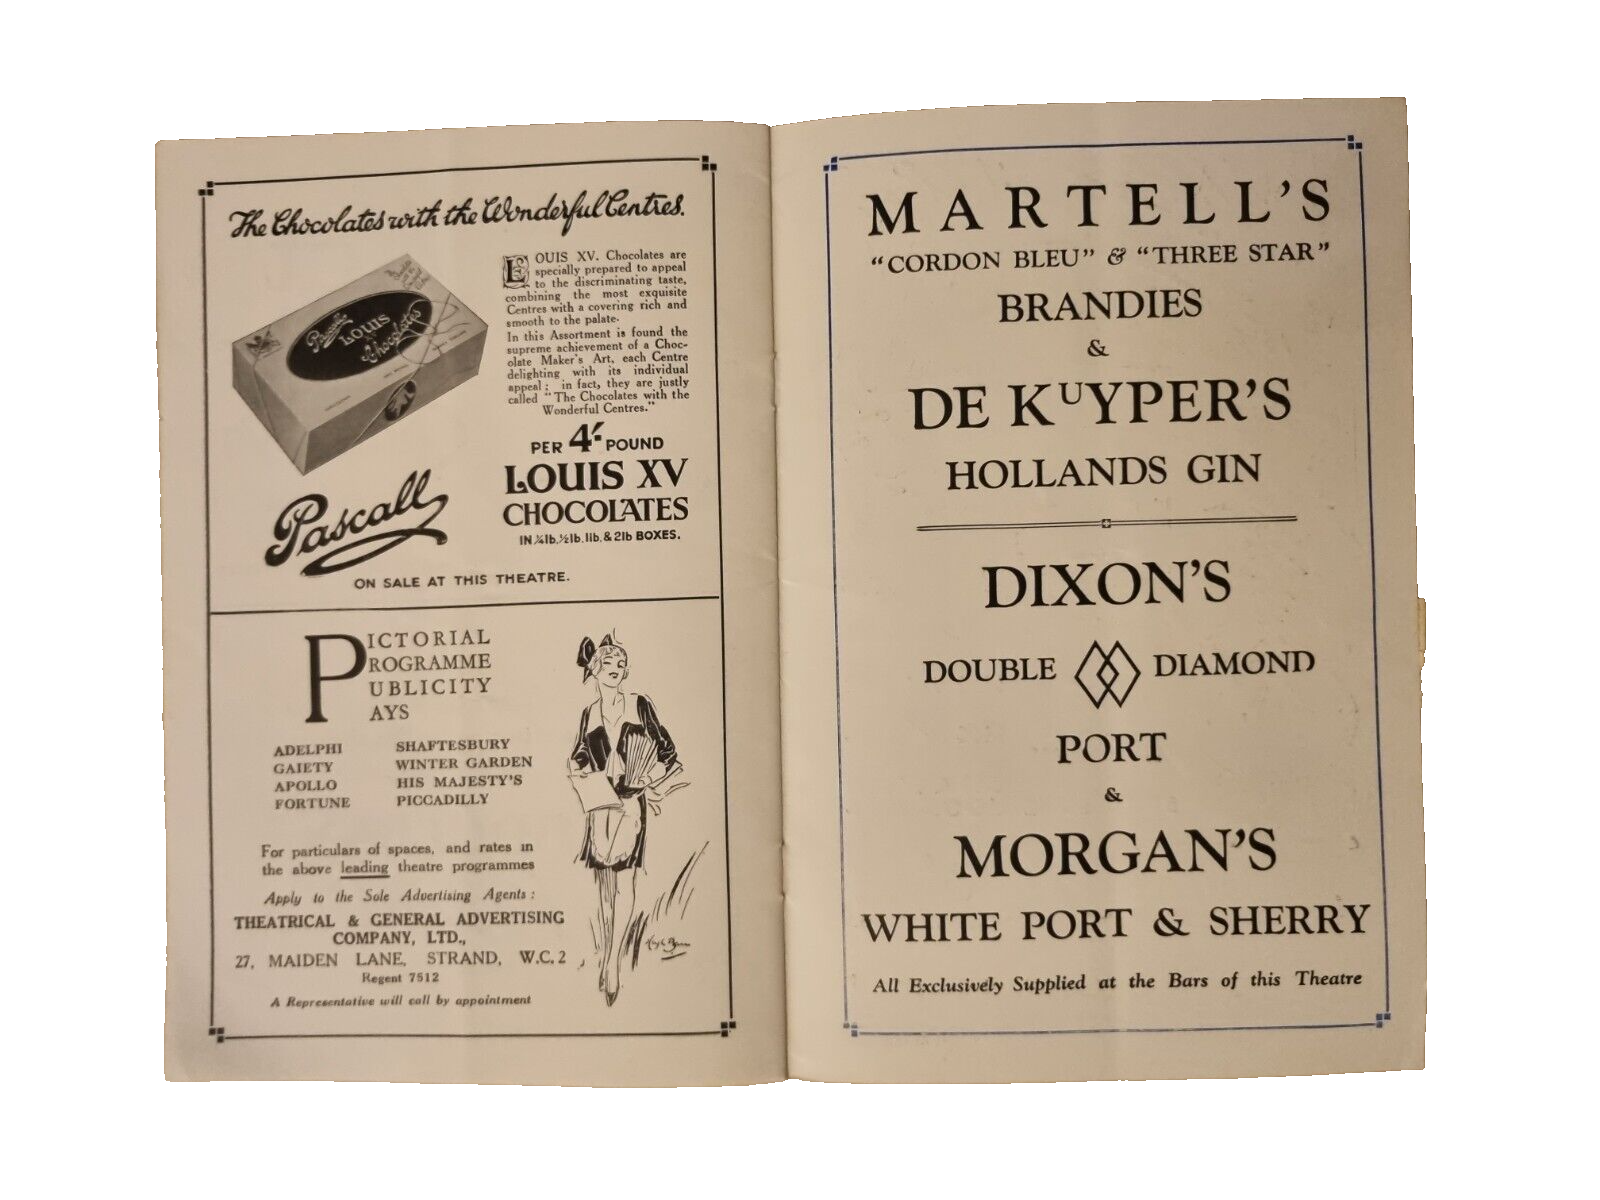 The Chocolates with the Wonderful Centres.
Pascall
LOUIS
XV
Chocolates
LOUIS XV. Chocolates are
specially prepared to appeal
to the discriminating taste,
combining the most exquisite
Centres with a covering rich and
smooth to the palate.
In this Assortment is found the
supreme achievement of a Choc-
olate Maker's Art, each Centre
delighting with its individual
appeal; in fact, they are justly
called "The Chocolates with the
Wonderful Centres."
PER 4/- POUND
LOUIS XV
CHOCOLATES
IN ¼lb, ½lb, 1lb, & 2lb BOXES.
Pascall
ON SALE AT THIS THEATRE.
PICTORIAL
ROGRAMME
UBLICITY
AYS
ADELPHI SHAFTESBURY
GAIETY WINTER GARDEN
APOLLO HIS MAJESTY'S
FORTUNE PICCADILLY
For particulars of spaces, and rates in
the above leading theatre programmes
Apply to the Sole Advertising Agents:
THEATRICAL & GENERAL ADVERTISING
COMPANY, LTD.,
27, MAIDEN LANE, STRAND, W.C.2
Regent 7512
A Representative will call by appointment
MARTELL'S
"CORDON BLEU" & "THREE STAR"
BRANDIES
&
DE KUYPER'S
HOLLANDS GIN
DIXON'S
DOUBLE DIAMOND
PORT
&
MORGAN'S
WHITE PORT & SHERRY
All Exclusively Supplied at the Bars of this Theatre